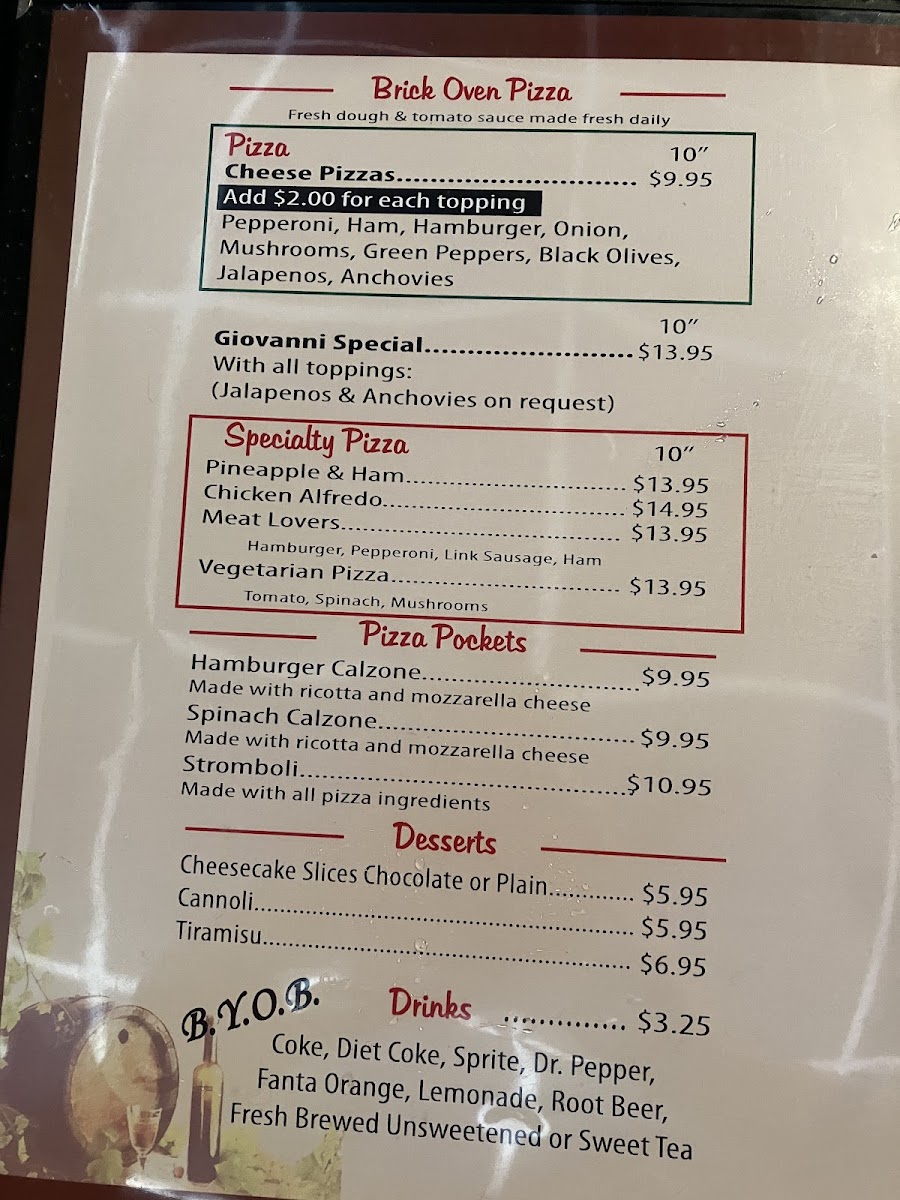 Brick Oven Pizza
Fresh dough & tomato sauce made fresh daily
Pizza 10"
Cheese Pizzas............................ $9.95
Add $2.00 for each topping
Pepperoni, Ham, Hamburger, Onion,
Mushrooms, Green Peppers, Black Olives,
Jalapenos, Anchovies
10"
Giovanni Special........................ $13.95
With all toppings:
(Jalapenos & Anchovies on request)
Specialty Pizza 10"
Pineapple & Ham............................ $13.95
Chicken Alfredo............................... $14.95
Meat Lovers.................................... $13.95
Hamburger, Pepperoni, Link Sausage, Ham
Vegetarian Pizza.............................. $13.95
Tomato, Spinach, Mushrooms
Pizza Pockets
Hamburger Calzone............................ $9.95
Made with ricotta and mozzarella cheese
Spinach Calzone................................. $9.95
Made with ricotta and mozzarella cheese
Stromboli.......................................... $10.95
Made with all pizza ingredients
Desserts
Cheesecake Slices Chocolate or Plain............ $5.95
Cannoli..................................................... $5.95
Tiramisu.................................................... $6.95
B.Y.O.B.
Drinks .............. $3.25
Coke, Diet Coke, Sprite, Dr. Pepper,
Fanta Orange, Lemonade, Root Beer,
Fresh Brewed Unsweetened or Sweet Tea